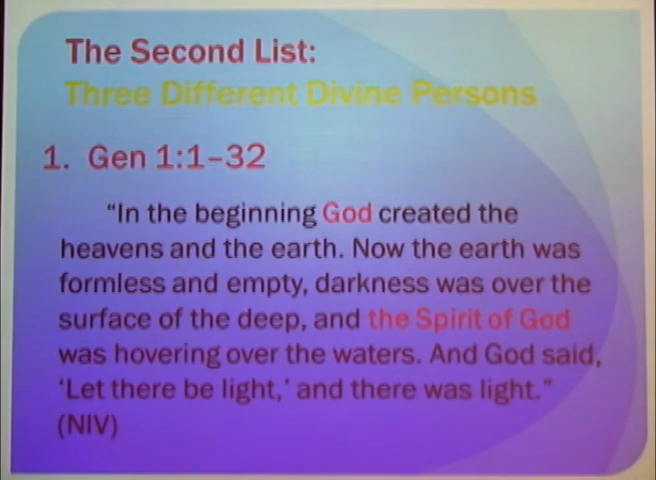 The Second List:
Three Different Divine Persons
1. Gen 1:1–32
“In the beginning God created the
heavens and the earth. Now the earth was
formless and empty, darkness was over the
surface of the deep, and the Spirit of God
was hovering over the waters. And God said,
‘Let there be light,’ and there was light.”
(NIV)